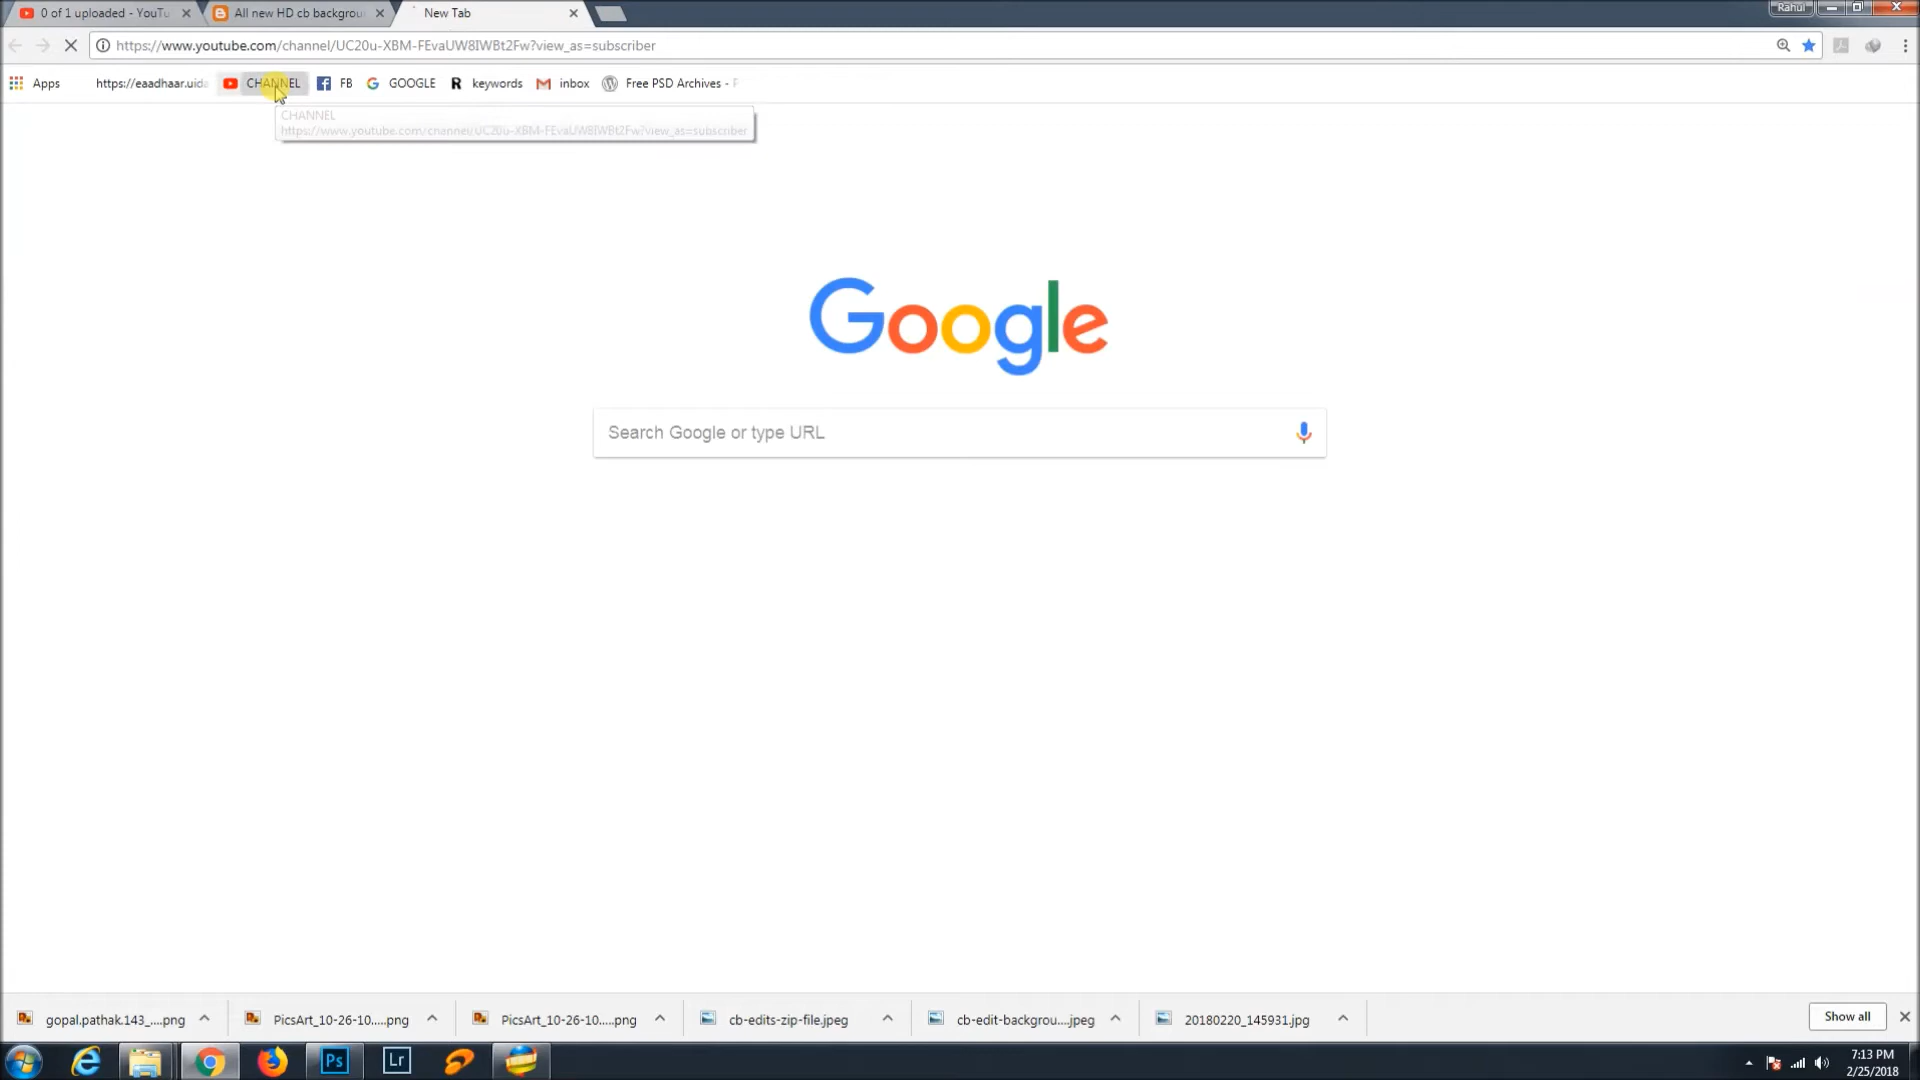 0 of 1 uploaded - YouTu
All new HD cb backgrou
New Tab
Rahul
https://www.youtube.com/channel/UC20u-XBM-FEvaUW8IWBt2Fw?view_as=subscriber
Apps
https://eaadhaar.uida
CHANNEL
FB
GOOGLE
keywords
inbox
Free PSD Archives - F
CHANNEL
https://www.youtube.com/channel/UC20u-XBM-FEvaUW8IWBt2Fw?view_as=subscriber
Google
Search Google or type URL
gopal.pathak.143_....png
PicsArt_10-26-10.....png
PicsArt_10-26-10.....png
cb-edits-zip-file.jpeg
cb-edit-backgrou....jpeg
20180220_145931.jpg
Show all
Ps
Lr
7:13 PM
2/25/2018